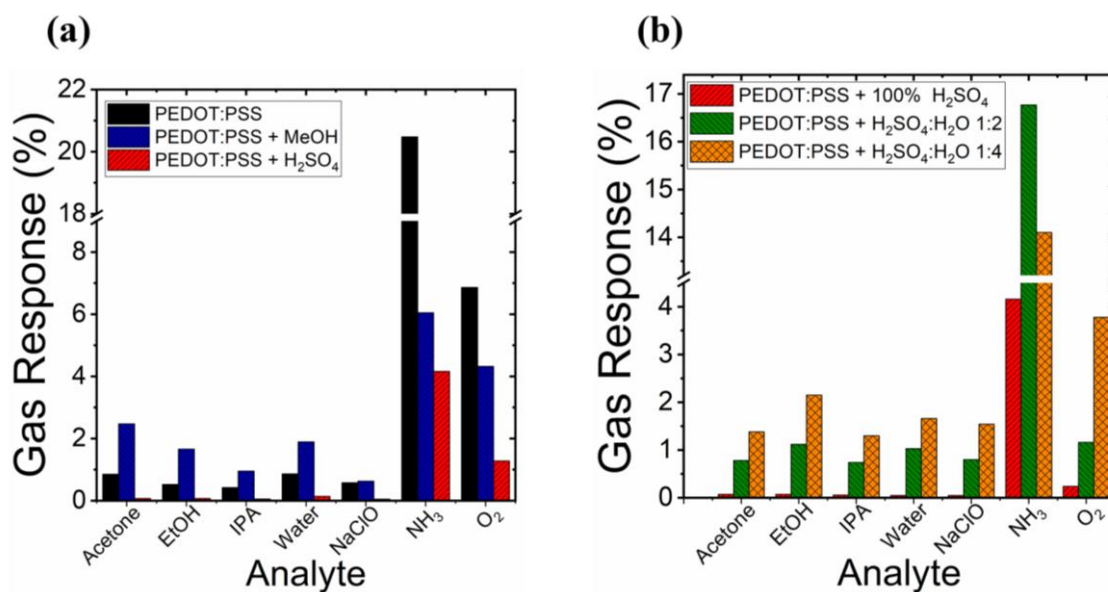 (a)
Gas Response (%)
22
20
18
8
6
4
2
0
PEDOT:PSS
PEDOT:PSS + MeOH
PEDOT:PSS + H₂SO₄
Acetone
EtOH
IPA
Water
NaClO
NH₃
O₂
Analyte
(b)
Gas Response (%)
17
16
15
14
4
3
2
1
0
PEDOT:PSS + 100% H₂SO₄
PEDOT:PSS + H₂SO₄:H₂O 1:2
PEDOT:PSS + H₂SO₄:H₂O 1:4
Acetone
EtOH
IPA
Water
NaClO
NH₃
O₂
Analyte